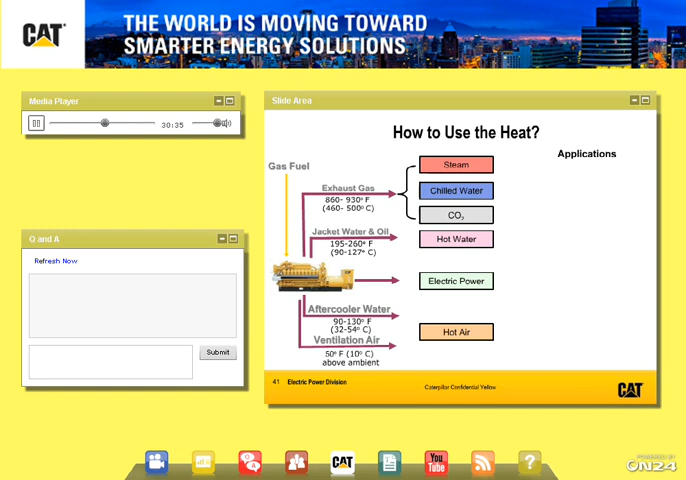 CAT
THE WORLD IS MOVING TOWARD
SMARTER ENERGY SOLUTIONS.
Media Player
30:35
Q and A
Refresh Now
Submit
Slide Area
How to Use the Heat?
Applications
Gas Fuel
Exhaust Gas
860- 930° F
(460- 500° C)
Steam
Chilled Water
CO₂
Jacket Water & Oil
195-260° F
(90-127° C)
Hot Water
Electric Power
Aftercooler Water
90-130° F
(32-54° C)
Ventilation Air
50° F (10° C)
above ambient
Hot Air
41 Electric Power Division
Caterpillar Confidential Yellow
CAT
Q
A
CAT
You
Tube
?
POWERED BY
ON24